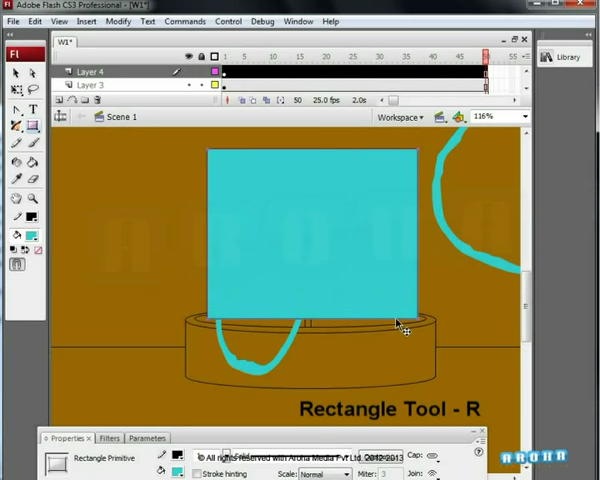 Adobe Flash CS3 Professional - [W1*]
File Edit View Insert Modify Text Commands Control Debug Window Help
W1*
Library
1 5 10 15 20 25 30 35 40 45 50 55
Layer 4
Layer 3
50 25.0 fps 2.0s
Scene 1 Workspace 116%
Rectangle Tool - R
Properties Filters Parameters
Rectangle Primitive Solid Cap:
© All rights reserved with Aroha Media Pvt Ltd. 2012-2013
Stroke hinting Scale: Normal Miter: 3 Join:
AROHA